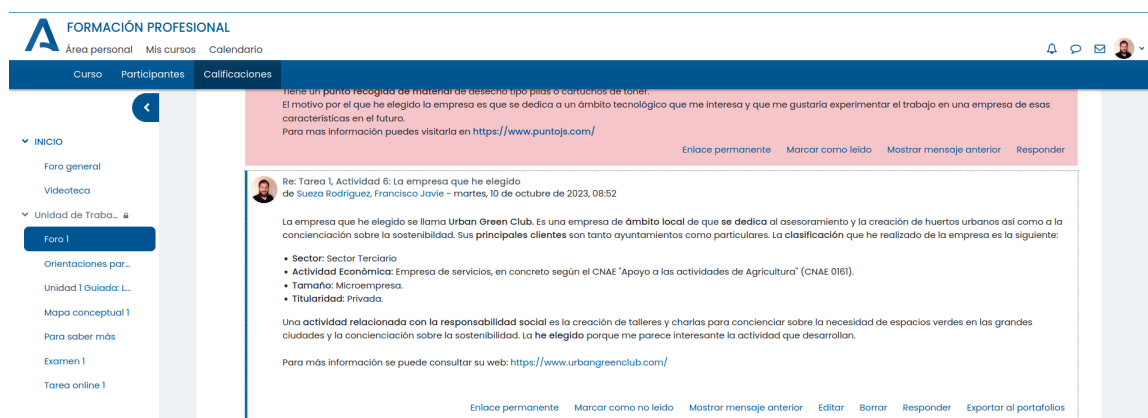 FORMACIÓN PROFESIONAL
Área personal Mis cursos Calendario
Curso Participantes Calificaciones
INICIO
Foro general
Videoteca
Unidad de Traba...
Foro 1
Orientaciones par...
Unidad 1 Guiada: L...
Mapa conceptual 1
Para saber más
Examen 1
Tarea online 1
Tiene un punto recogida de material de desecho tipo pilas o cartuchos de toner.
El motivo por el que he elegido la empresa es que se dedica a un ámbito tecnológico que me interesa y que me gustaria experimentar el trabajo en una empresa de esas
características en el futuro.
Para mas información puedes visitarla en https://www.puntojs.com/
Enlace permanente Marcar como leído Mostrar mensaje anterior Responder
Re: Tarea 1, Actividad 6: La empresa que he elegido
de Sueza Rodríguez, Francisco Javie - martes, 10 de octubre de 2023, 08:52
La empresa que he elegido se llama Urban Green Club. Es una empresa de ámbito local de que se dedica al asesoramiento y la creación de huertos urbanos así como a la
concienciación sobre la sostenibildad. Sus principales clientes son tanto ayuntamientos como particulares. La clasificación que he realizado de la empresa es la siguiente:
• Sector: Sector Terciario
• Actividad Económica: Empresa de servicios, en concreto según el CNAE "Apoyo a las actividades de Agricultura" (CNAE 0161).
• Tamaño: Microempresa.
• Titularidad: Privada.
Una actividad relacionada con la responsabilidad social es la creación de talleres y charlas para concienciar sobre la necesidad de espacios verdes en las grandes
ciudades y la concienciación sobre la sostenibilidad. La he elegido porque me parece interesante la actividad que desarrollan.
Para más información se puede consultar su web: https://www.urbangreenclub.com/
Enlace permanente Marcar como no leído Mostrar mensaje anterior Editar Borrar Responder Exportar al portafolios